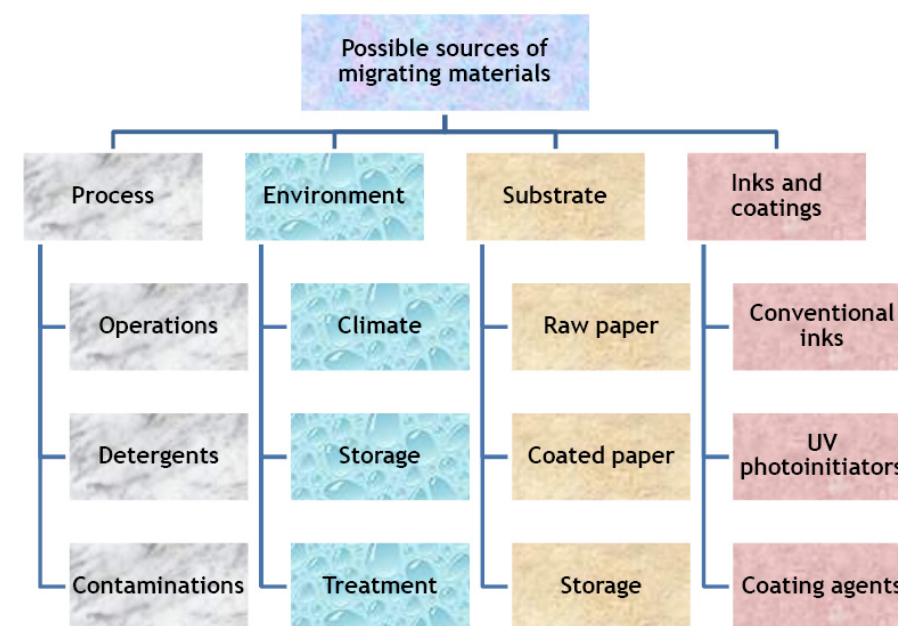 Possible sources of
migrating materials
Process
Environment
Substrate
Inks and
coatings
Operations
Climate
Raw paper
Conventional
inks
Detergents
Storage
Coated paper
UV
photoinitiators
Contaminations
Treatment
Storage
Coating agents